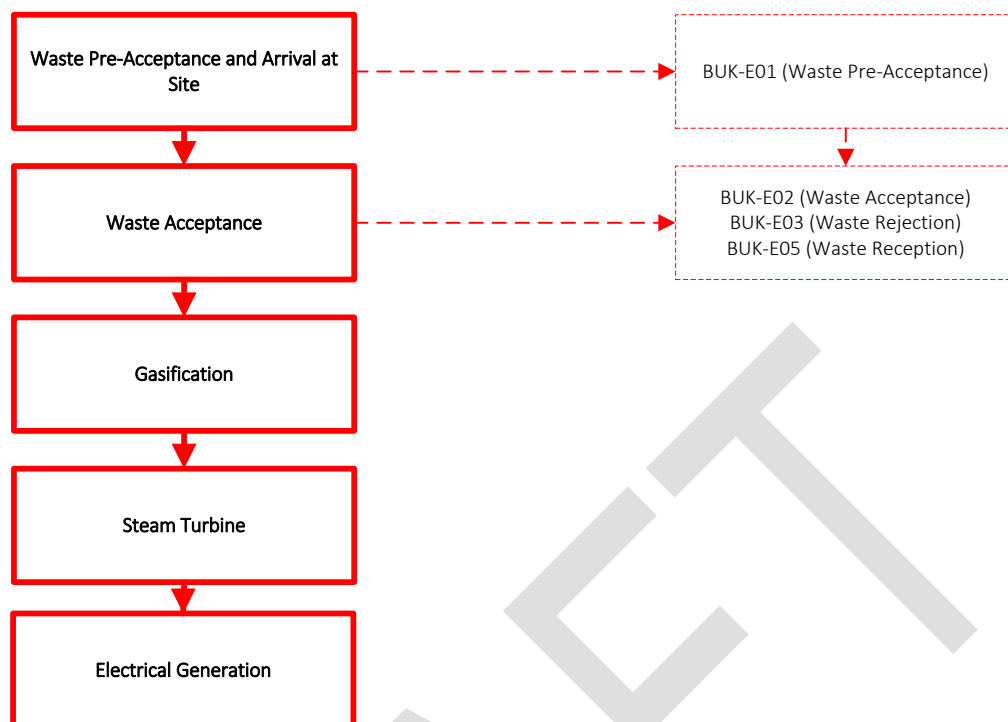 Waste Pre-Acceptance and Arrival at
Site
BUK-E01 (Waste Pre-Acceptance)
Waste Acceptance
BUK-E02 (Waste Acceptance)
BUK-E03 (Waste Rejection)
BUK-E05 (Waste Reception)
Gasification
Steam Turbine
Electrical Generation